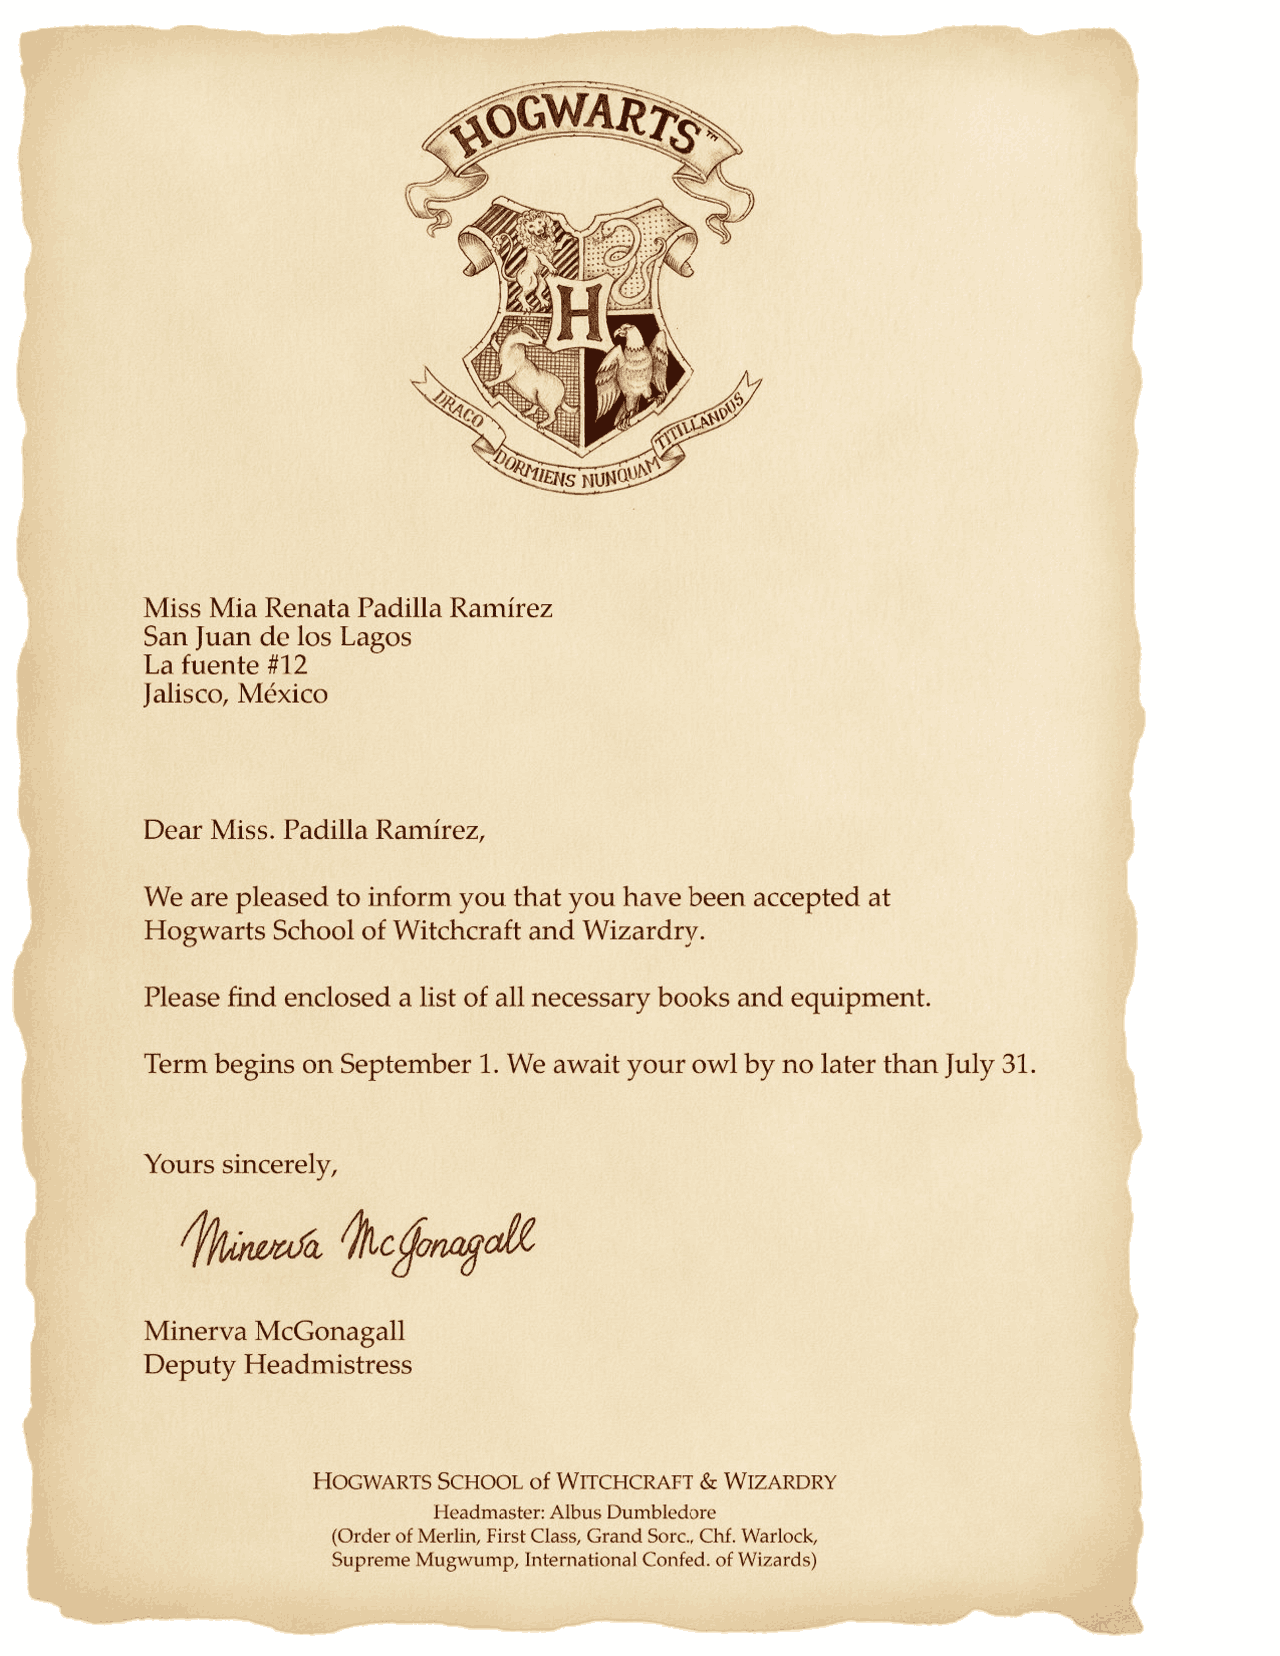 HOGWARTS™
H
DRACO DORMIENS NUNQUAM TITILLANDUS
Miss Mia Renata Padilla Ramírez
San Juan de los Lagos
La fuente #12
Jalisco, México
Dear Miss. Padilla Ramírez,
We are pleased to inform you that you have been accepted at
Hogwarts School of Witchcraft and Wizardry.
Please find enclosed a list of all necessary books and equipment.
Term begins on September 1. We await your owl by no later than July 31.
Yours sincerely,
Minerva McGonagall
Minerva McGonagall
Deputy Headmistress
HOGWARTS SCHOOL of WITCHCRAFT & WIZARDRY
Headmaster: Albus Dumbledore
(Order of Merlin, First Class, Grand Sorc., Chf. Warlock,
Supreme Mugwump, International Confed. of Wizards)